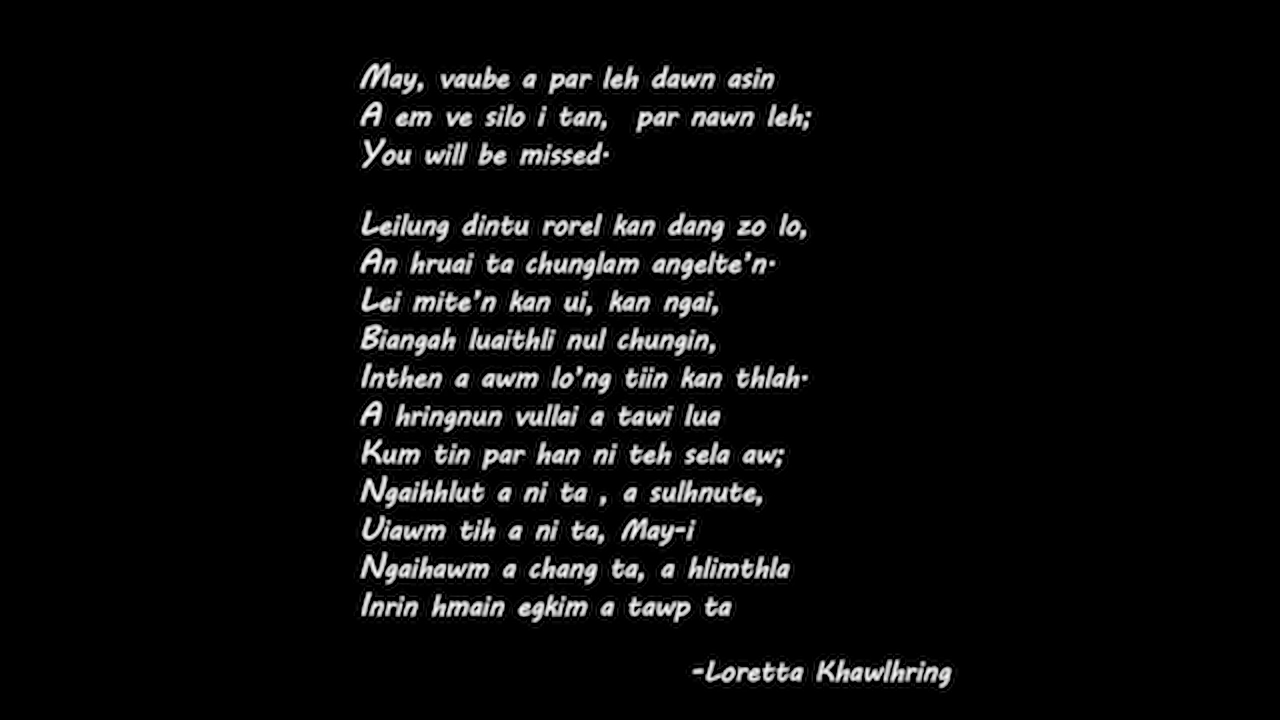 May, vaube a par leh dawn asin
A em ve silo i tan, par nawn leh;
You will be missed.
Leilung dintu rorel kan dang zo lo,
An hruai ta chunglam angelte'n.
Lei mite'n kan ui, kan ngai,
Biangah luaithli nul chungin,
Inthen a awm lo'ng tiin kan thlah.
A hringnun vullai a tawi lua
Kum tin par han ni teh sela aw;
Ngaihhlut a ni ta , a sulhnute,
Uiawm tih a ni ta, May-i
Ngaihawm a chang ta, a hlimthla
Inrin hmain egkim a tawp ta
-Loretta Khawlhring